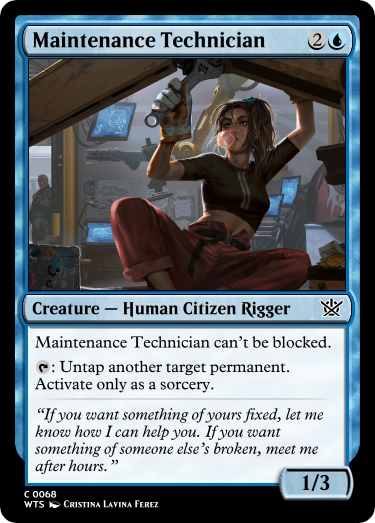 Maintenance Technician 2
Creature — Human Citizen Rigger
Maintenance Technician can't be blocked.
: Untap another target permanent.
Activate only as a sorcery.
“If you want something of yours fixed, let me
know how I can help you. If you want
something of someone else's broken, meet me
after hours.”
1/3
C 0068
WTS Cristina Lavina Ferez